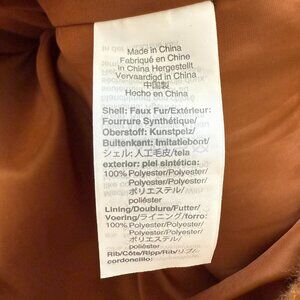 Made in China
Fabriqué en Chine
in China Hergestellt
Vervaardigd in China
中国製
Hecho en China
Shell: Faux Fur/Extérieur:
Fourrure Synthétique/
Oberstoff: Kunstpelz/
Buitenkant: Imitatiebont/
シェル: 人工毛皮/tela
exterior: piel sintética:
100% Polyester/Polyester/
Polyester/Polyester/
ポリエステル/
poliéster
Lining/Doublure/Futter/
Voering/ライニング/forro:
100% Polyester/Polyester/
Polyester/Polyester/
ポリエステル/
poliéster
Rib/Côte/Ripp/Rib/リブ/
cordoncillo